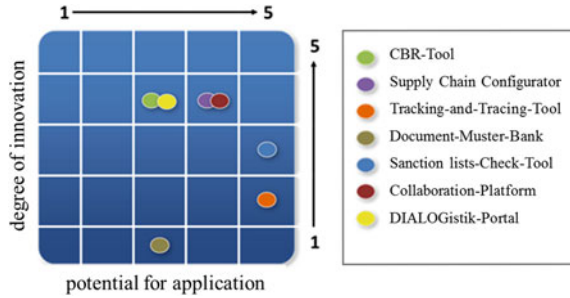 1 5
5
1
degree of innovation
potential for application
CBR-Tool
Supply Chain Configurator
Tracking-and-Tracing-Tool
Document-Muster-Bank
Sanction lists-Check-Tool
Collaboration-Platform
DIALOGistik-Portal